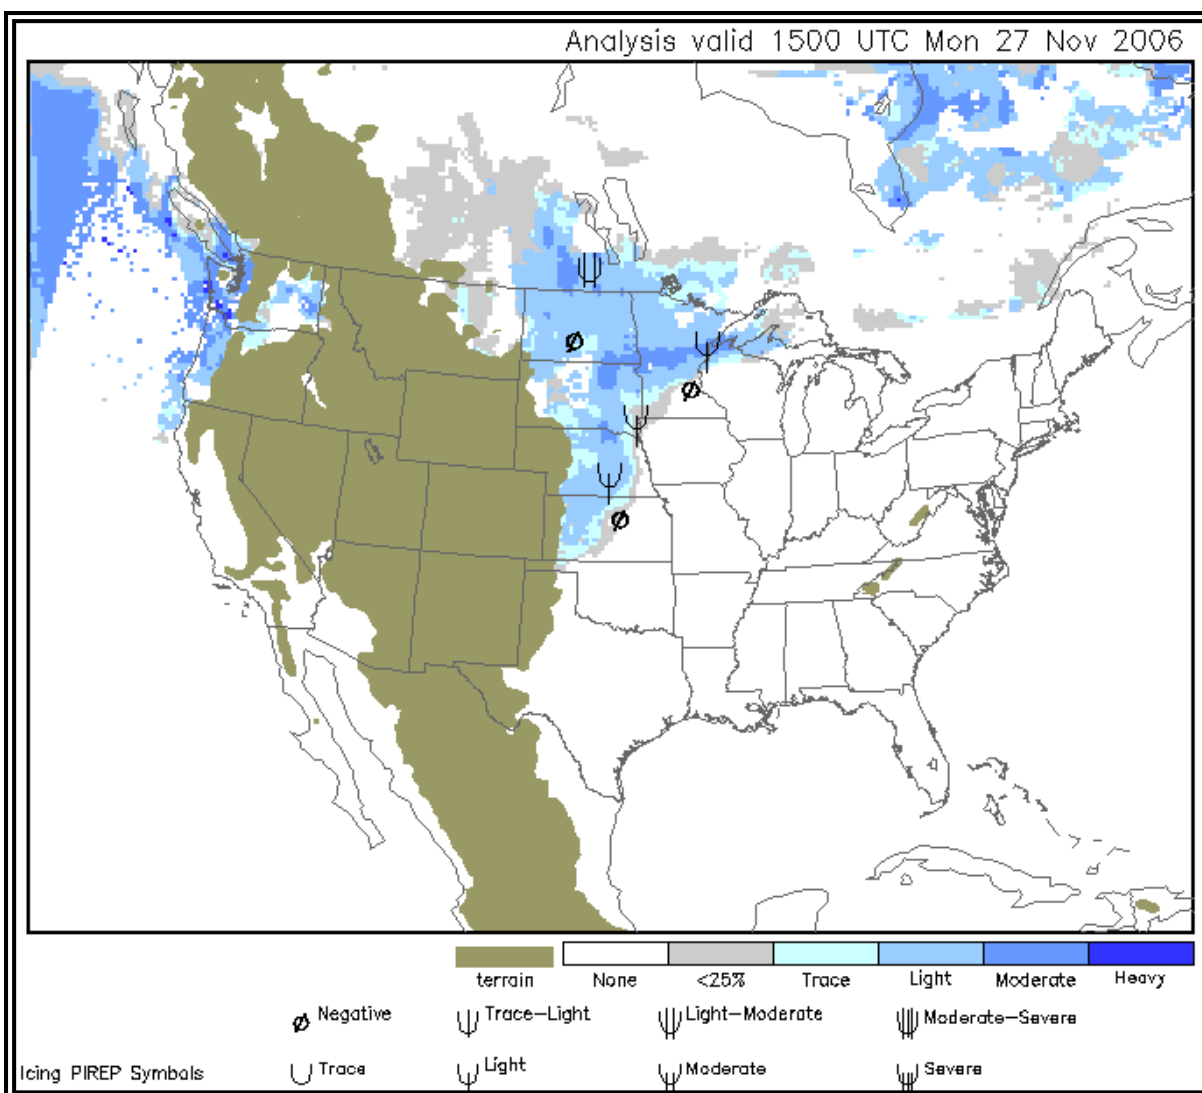 Analysis valid 1500 UTC Mon 27 Nov 2006
terrain None <25% Trace Light Moderate Heavy
Negative Trace-Light Light-Moderate Moderate-Severe
Icing PIREP Symbols Trace Light Moderate Severe